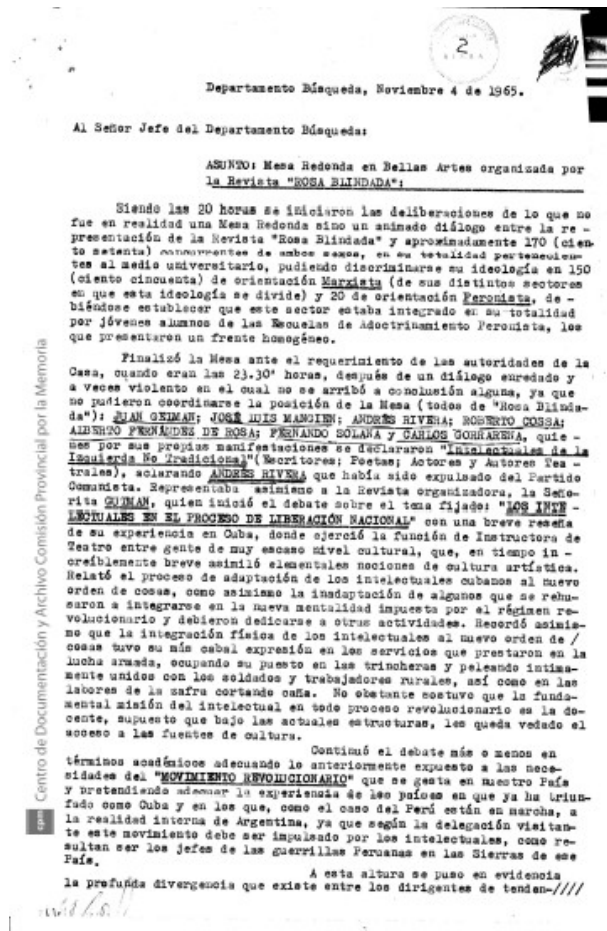 2
Departamento Búsqueda, Noviembre 4 de 1965.
Al Señor Jefe del Departamento Búsqueda:
ASUNTO: Mesa Redonda en Bellas Artes organizada por
la Revista "ROSA BLINDADA":
Siendo las 20 horas se iniciaron las deliberaciones de lo que no
fue en realidad una Mesa Redonda sino un animado diálogo entre la re -
presentación de la Revista "Rosa Blindada" y aproximadamente 170 (cien
to setenta) concurrentes de ambos sexos, en su totalidad pertenecien-
tes al medio universitario, pudiendo discriminarse su ideología en 150
(ciento cincuenta) de orientación Marxista (de sus distintos sectores
en que esta ideología se divide) y 20 de orientación Peronista, de -
biéndose establecer que este sector estaba integrado en su totalidad
por jóvenes alumnos de las Escuelas de Adoctrinamiento Peronista, los
que presentaron un frente homogéneo.
Finalizó la Mesa ante el requerimiento de las autoridades de la
Casa, cuando eran las 23.30' horas, después de un diálogo enredado y
a veces violento en el cual no se arribó a conclusión alguna, ya que
no pudieron coordinarse la posición de la Mesa (todos de "Rosa Blinda-
da"): JUAN GELMAN; JOSÉ LUIS MANGIEN; ANDRÉS RIVERA; ROBERTO COSSA;
ALBERTO FERNÁNDEZ DE ROSA; FERNANDO SOLANA y CARLOS GORRARENA, quie -
nes por sus propias manifestaciones se declararon "Intelectuales de la
Izquierda No Tradicional"(Escritores; Poetas; Actores y Autores Tea -
trales), aclarando ANDRÉS RIVERA que había sido expulsado del Partido
Comunista. Representaba asimismo a la Revista organizadora, la Seño-
rita GUTMAN, quien inició el debate sobre el tema fijado: "LOS INTE -
LECTUALES EN EL PROCESO DE LIBERACIÓN NACIONAL" con una breve reseña
de su experiencia en Cuba, donde ejerció la función de Instructora de
Teatro entre gente de muy escaso nivel cultural, que, en tiempo in -
creíblemente breve asimiló elementales nociones de cultura artística.
Relató el proceso de adaptación de los intelectuales cubanos al nuevo
orden de cosas, como asimismo la inadaptación de algunos que se rehu-
saron a integrarse en la nueva mentalidad impuesta por el régimen re-
volucionario y debieron dedicarse a otras actividades. Recordó asimis-
mo que la integración física de los intelectuales al nuevo orden de /
cosas tuvo su más cabal expresión en los servicios que prestaron en la
lucha armada, ocupando su puesto en las trincheras y peleando íntima-
mente unidos con los soldados y trabajadores rurales, así como en las
labores de la zafra cortando caña. No obstante sostuvo que la funda-
mental misión del intelectual en todo proceso revolucionario es la do-
cente, supuesto que bajo las actuales estructuras, les queda vedado el
acceso a las fuentes de cultura.
Continuó el debate más o menos en
términos académicos adecuando lo anteriormente expuesto a las nece-
sidades del "MOVIMIENTO REVOLUCIONARIO" que se gesta en nuestro País
y pretendiendo adecuar la experiencia de los países en que ya ha triun-
fado como Cuba y en los que, como el caso del Perú están en marcha, a
la realidad interna de Argentina, ya que según la delegación visitan-
te este movimiento debe ser impulsado por los intelectuales, como re-
sultan ser los jefes de las guerrillas Peruanas en las Sierras de ese
País.
A esta altura se puso en evidencia
la profunda divergencia que existe entre los dirigentes de tenden-////
cpm Centro de Documentación y Archivo Comisión Provincial por la Memoria